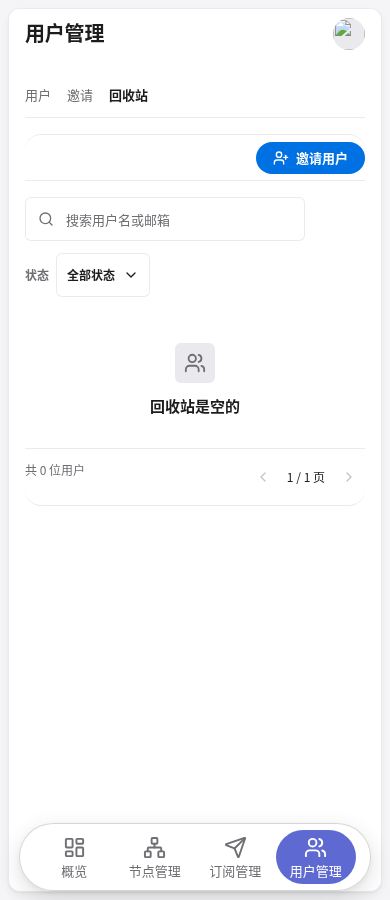 用户管理
用户 邀请 回收站
邀请用户
搜索用户名或邮箱
状态 全部状态
回收站是空的
共 0 位用户 1 / 1 页
概览 节点管理 订阅管理 用户管理